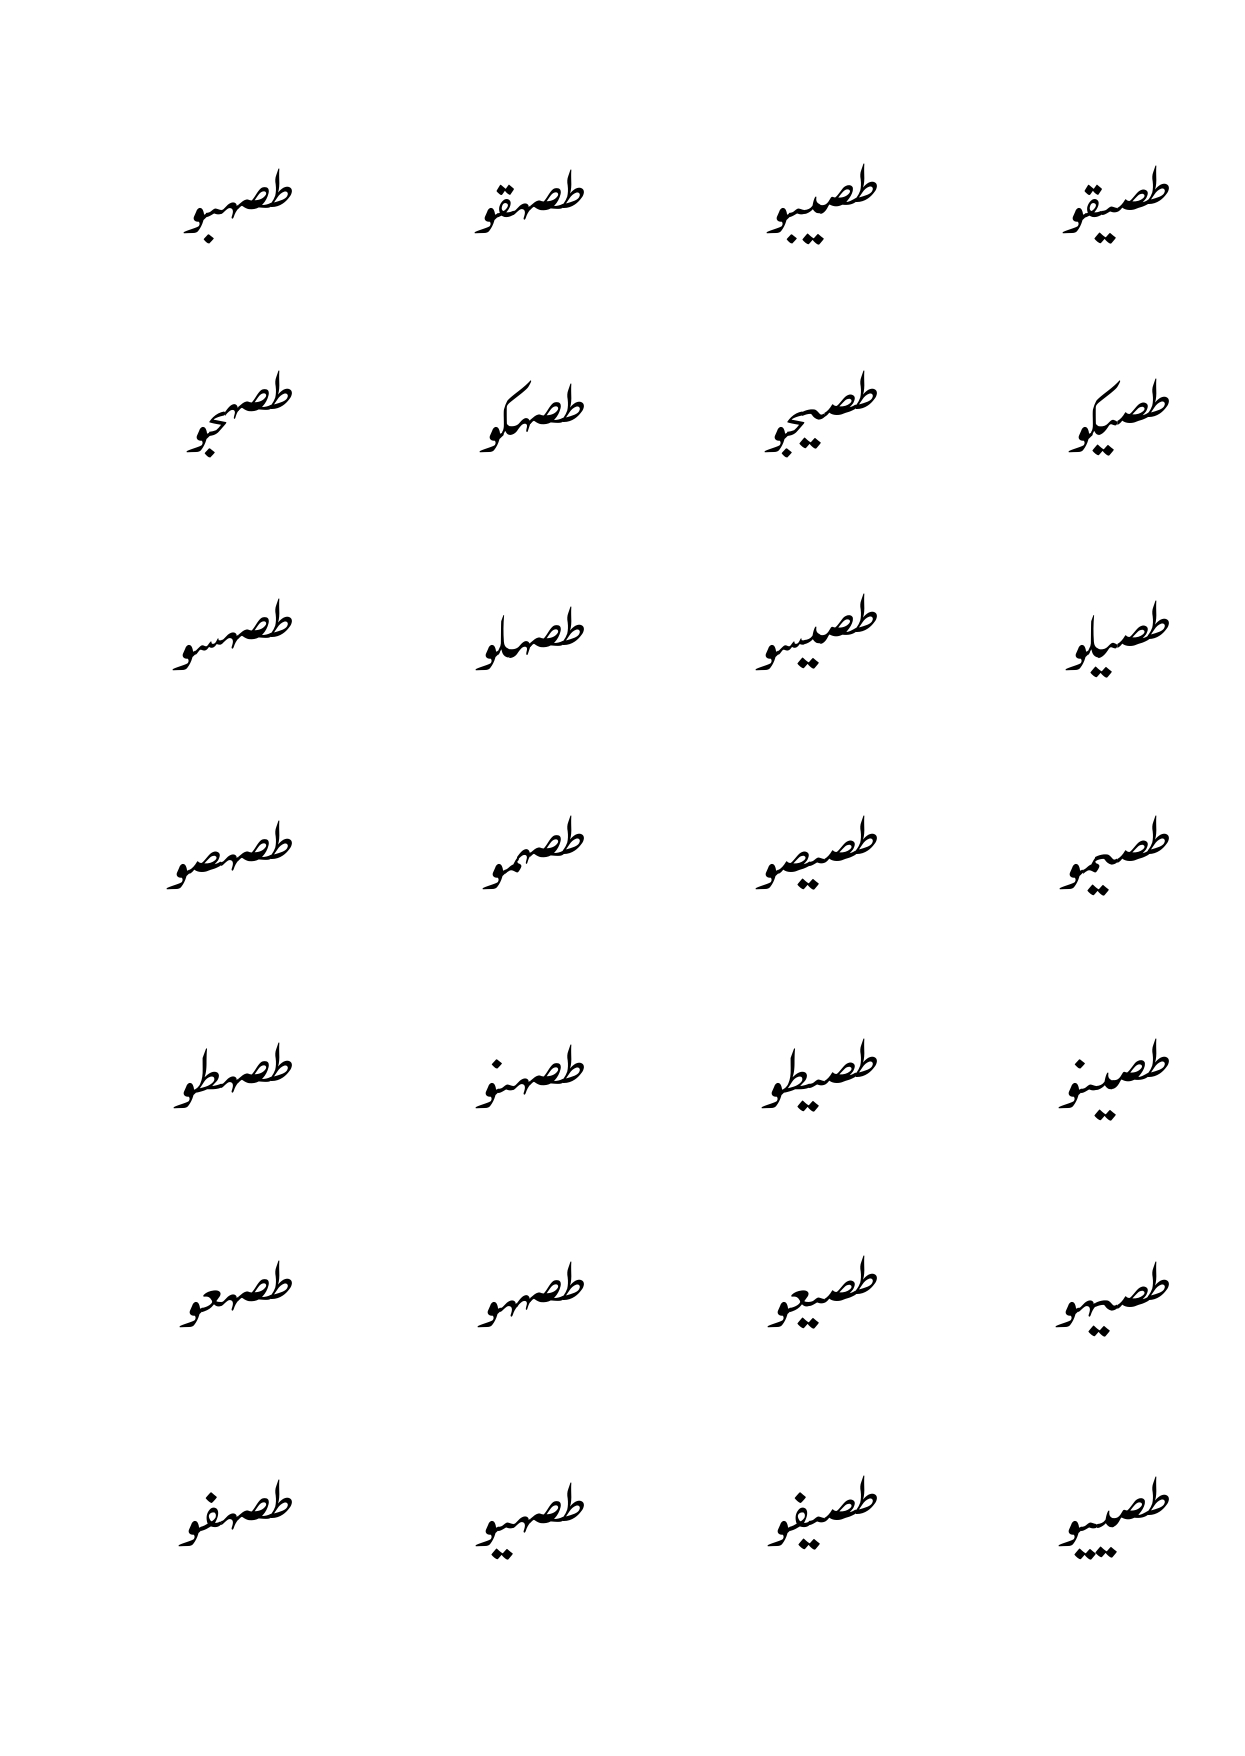 طصيقو طصيبو طصهقو طصهبو
طصيكو طصيجو طصهكو طصهجو
طصيلو طصيسو طصهلو طصهسو
طصيمو طصيصو طصهمو طصهصو
طصينو طصيطو طصهنو طصهطو
طصيهو طصيعو طصههو طصهعو
طصييو طصيفو طصهيو طصهفو